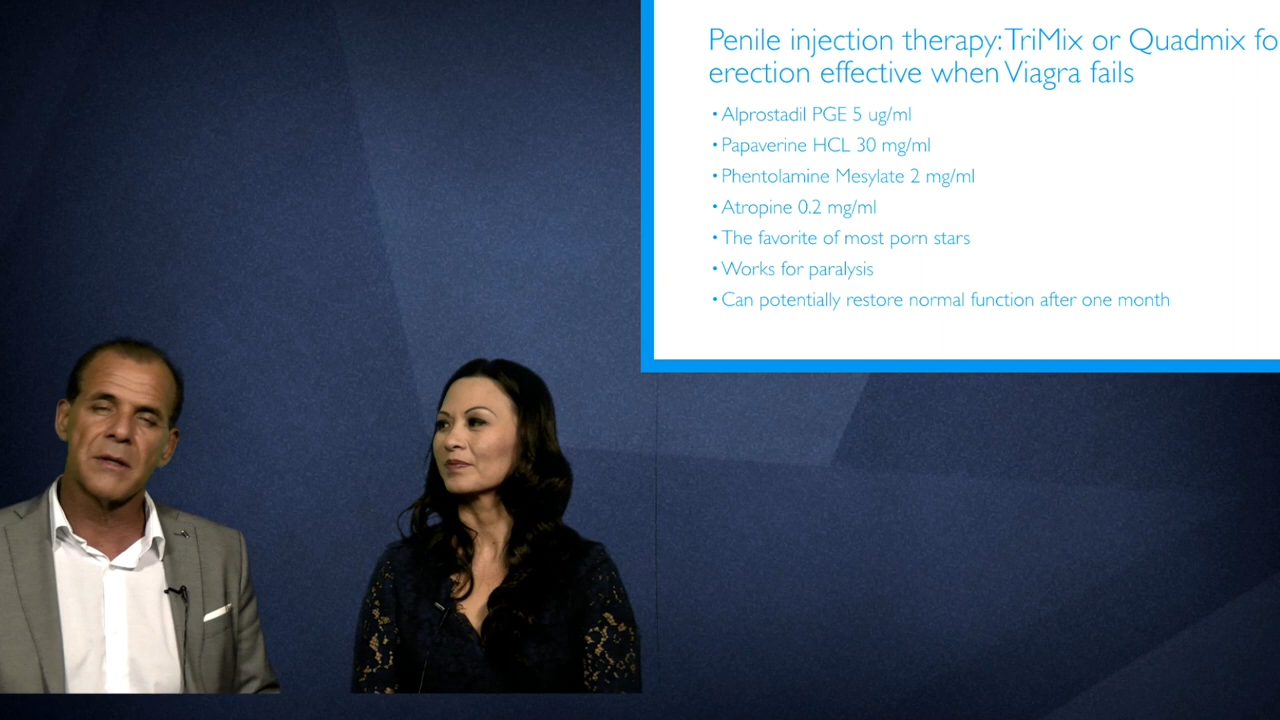 Penile injection therapy: TriMix or Quadmix fo
erection effective when Viagra fails
• Alprostadil PGE 5 ug/ml
• Papaverine HCL 30 mg/ml
• Phentolamine Mesylate 2 mg/ml
• Atropine 0.2 mg/ml
• The favorite of most porn stars
• Works for paralysis
• Can potentially restore normal function after one month